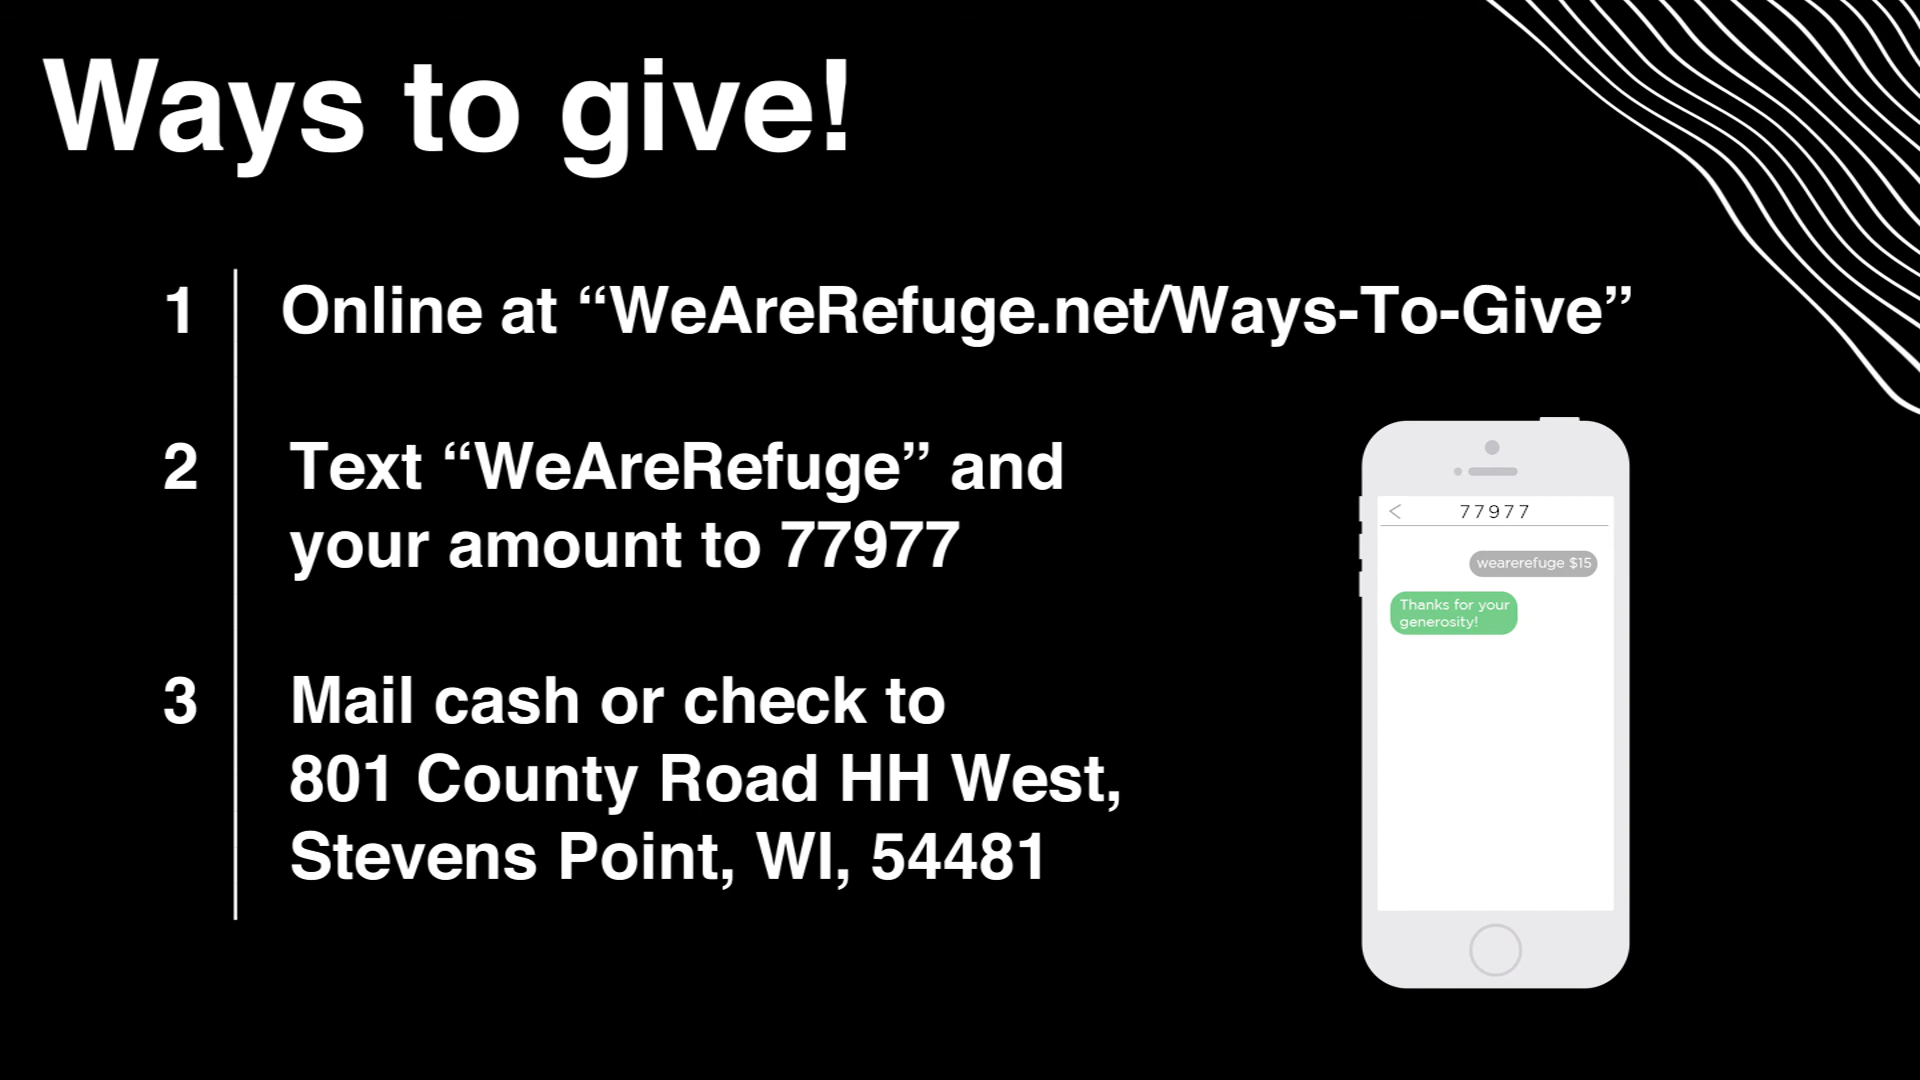 Ways to give!
1 Online at “WeAreRefuge.net/Ways-To-Give”
2 Text “WeAreRefuge” and
your amount to 77977
3 Mail cash or check to
801 County Road HH West,
Stevens Point, WI, 54481
< 77977
wearerefuge $15
Thanks for your
generosity!